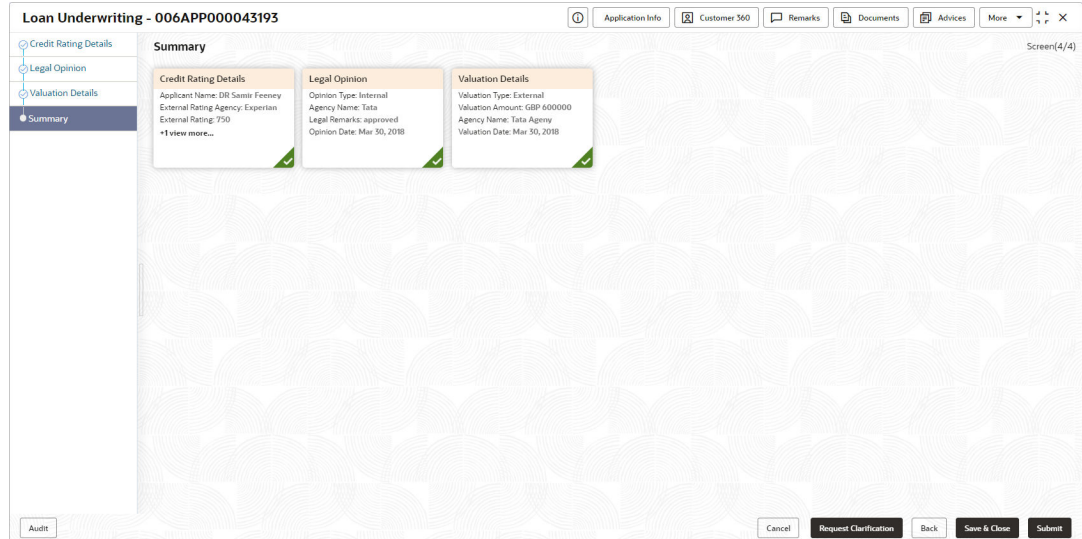 Loan Underwriting - 006APP000043193
Application Info
Customer 360
Remarks
Documents
Advices
More
Credit Rating Details
Legal Opinion
Valuation Details
Summary
Summary
Screen(4/4)
Credit Rating Details
Applicant Name: DR Samir Feeney
External Rating Agency: Experian
External Rating: 750
+1 view more...
Legal Opinion
Opinion Type: Internal
Agency Name: Tata
Legal Remarks: approved
Opinion Date: Mar 30, 2018
Valuation Details
Valuation Type: External
Valuation Amount: GBP 600000
Agency Name: Tata Ageny
Valuation Date: Mar 30, 2018
Audit
Cancel
Request Clarification
Back
Save & Close
Submit